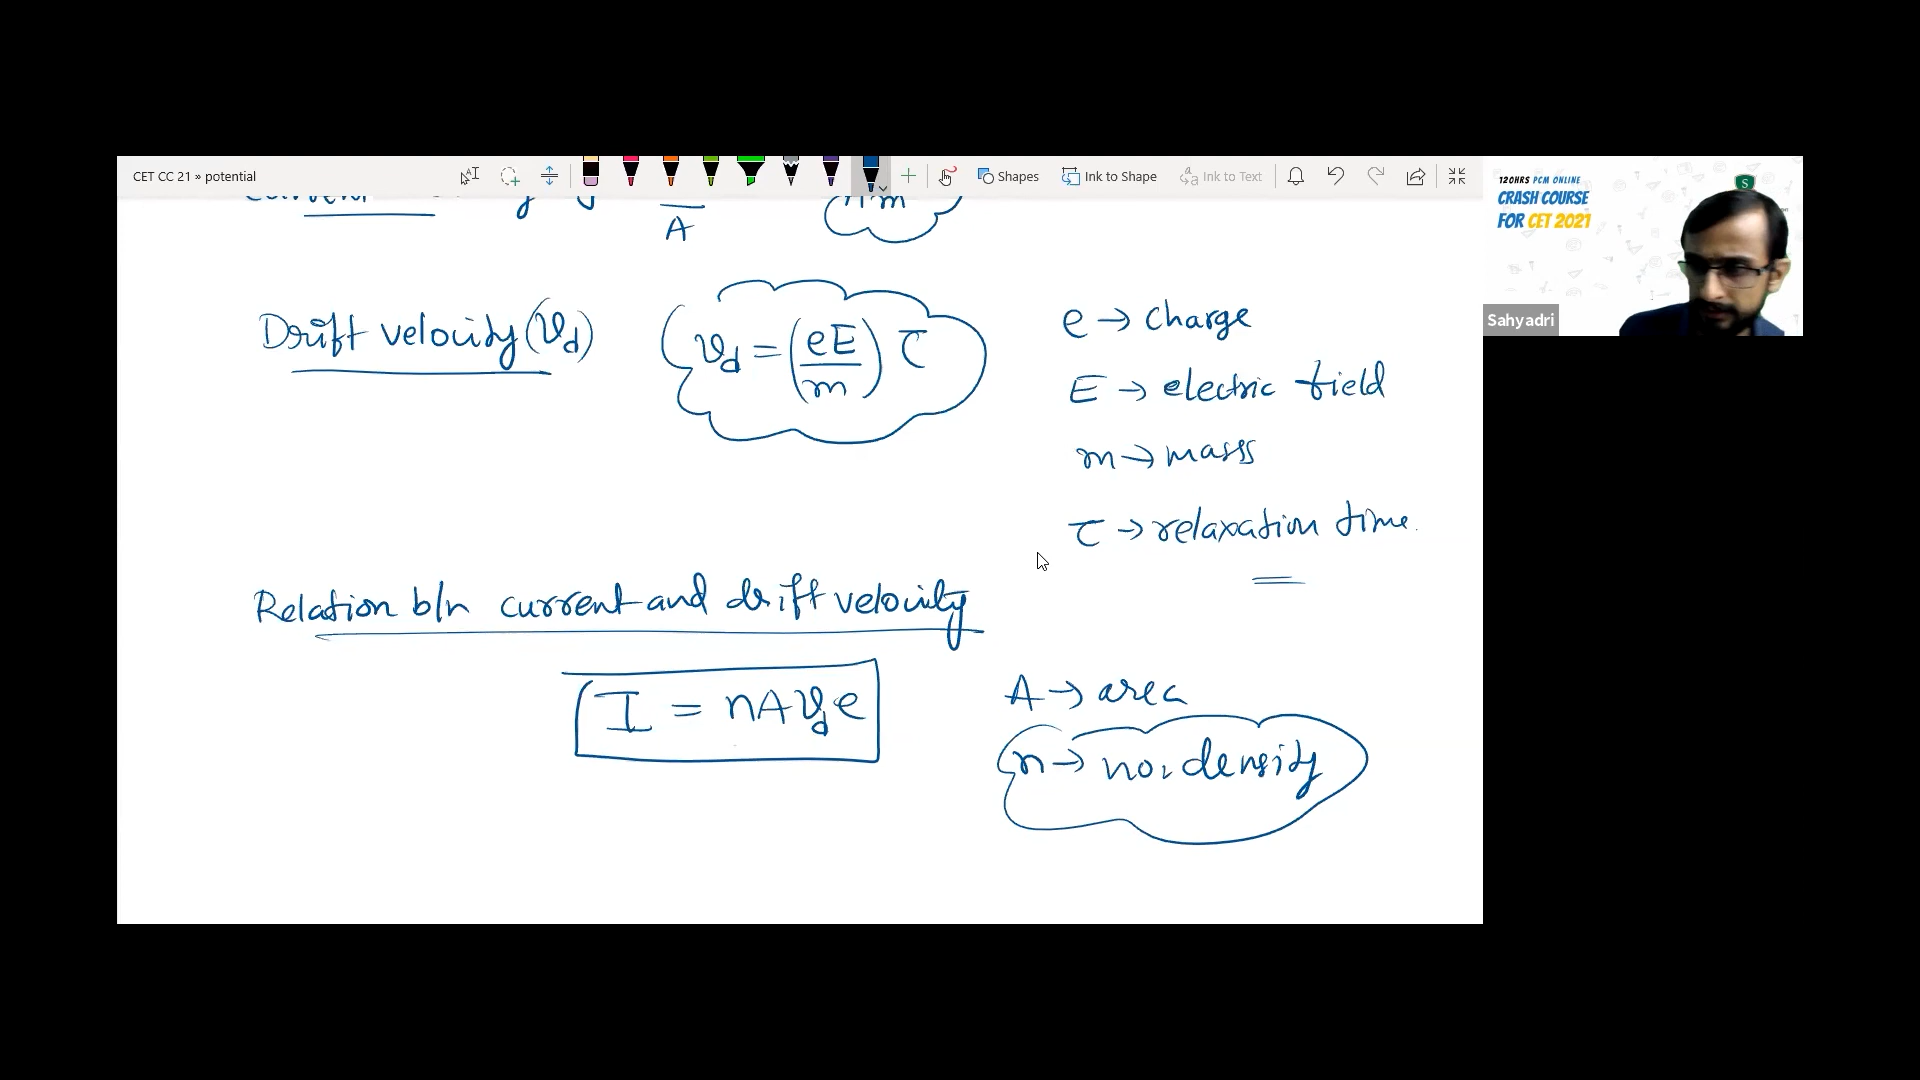 CET CC 21 » potential
Shapes
Ink to Shape
Ink to Text
A
Drift velocity (vd)
vd = (eE/m) τ
e → charge
E → electric field
m → mass
τ → relaxation time.
Relation b/n current and drift velocity
I = nAvde
A → area
n → no. density
120HRS PCM ONLINE
CRASH COURSE
FOR CET 2021
S
Sahyadri